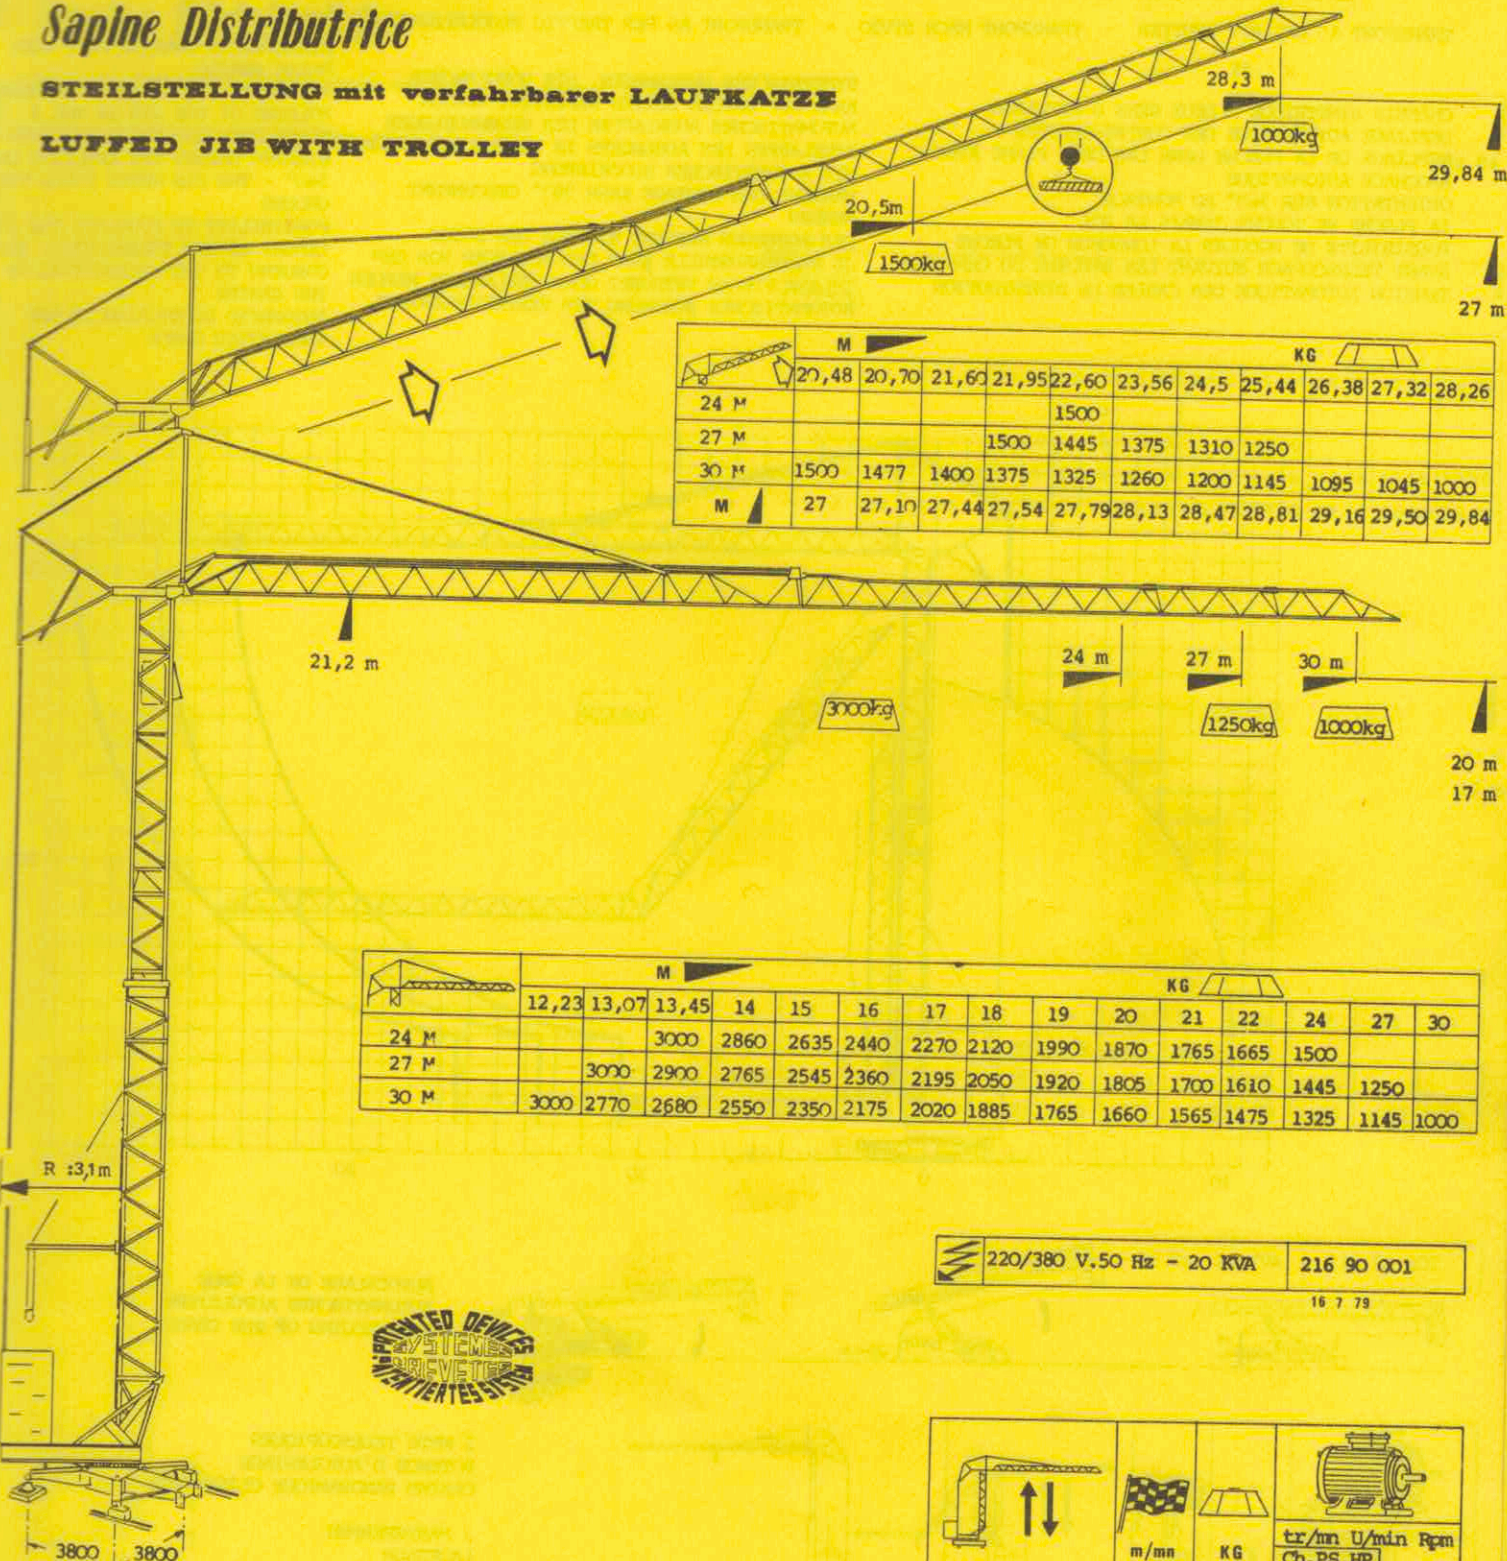 Sapine Distributrice
STEILSTELLUNG mit verfahrbarer LAUFKATZE
LUFFED JIB WITH TROLLEY
28,3 m
1000kg
29,84 m
20,5m
1500kg
27 m
M KG
20,48 20,70 21,60 21,95 22,60 23,56 24,5 25,44 26,38 27,32 28,26
24 M 1500
27 M 1500 1445 1375 1310 1250
30 M 1500 1477 1400 1375 1325 1260 1200 1145 1095 1045 1000
M 27 27,10 27,44 27,54 27,79 28,13 28,47 28,81 29,16 29,50 29,84
21,2 m
24 m 27 m 30 m
3000kg 1250kg 1000kg
20 m
17 m
M KG
12,23 13,07 13,45 14 15 16 17 18 19 20 21 22 24 27 30
24 M 3000 2860 2635 2440 2270 2120 1990 1870 1765 1665 1500
27 M 3000 2900 2765 2545 2360 2195 2050 1920 1805 1700 1610 1445 1250
30 M 3000 2770 2680 2550 2350 2175 2020 1885 1765 1660 1565 1475 1325 1145 1000
R :3,1m
220/380 V.50 Hz - 20 KVA 216 90 001
16 7 79
PATENTED DEVICES
SYSTEMES
BREVETES
PATENTIERTES SYSTEM
m/mn KG tr/mn U/min Rpm
Ch PS HP
3800 3800